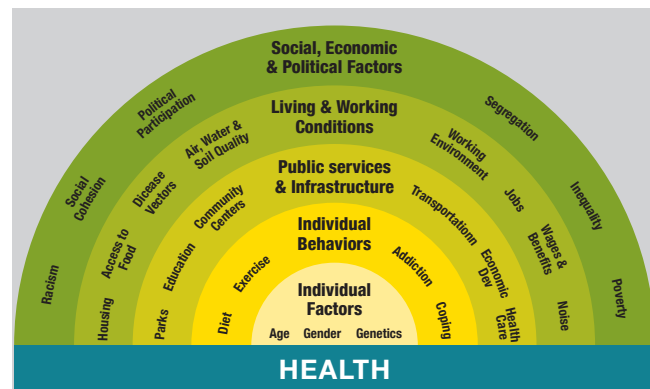 Social, Economic
& Political Factors
Political
Participation
Social
Cohesion
Racism
Segregation
Inequality
Poverty
Living & Working
Conditions
Air, Water &
Soil Quality
Dicease
Vectors
Access to
Food
Housing
Working
Environment
Jobs
Wages &
Benefits
Noise
Public services
& Infrastructure
Community
Centers
Education
Parks
Transportationn
Economic
Dev
Health
Care
Individual
Behaviors
Exercise
Diet
Addiction
Coping
Individual
Factors
Age Gender Genetics
HEALTH